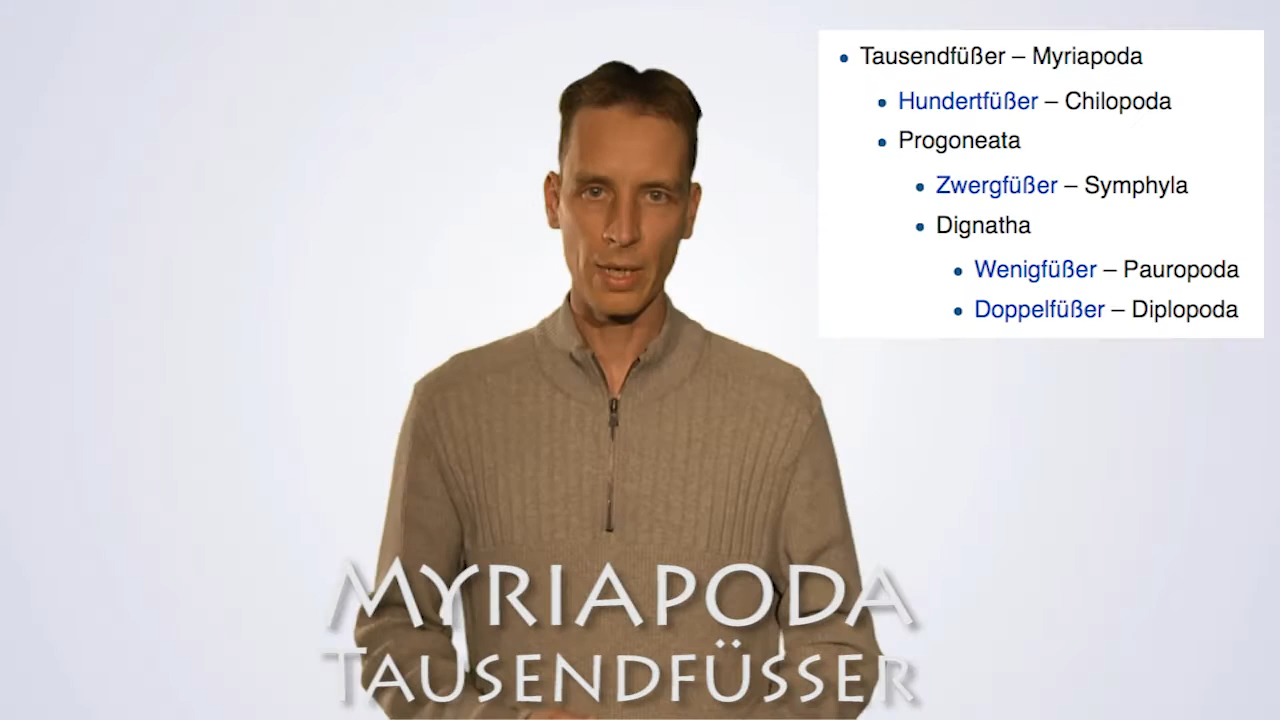 Tausendfüßer – Myriapoda
Hundertfüßer – Chilopoda
Progoneata
Zwergfüßer – Symphyla
Dignatha
Wenigfüßer – Pauropoda
Doppelfüßer – Diplopoda
MYRIAPODA
TAUSENDFÜSSER